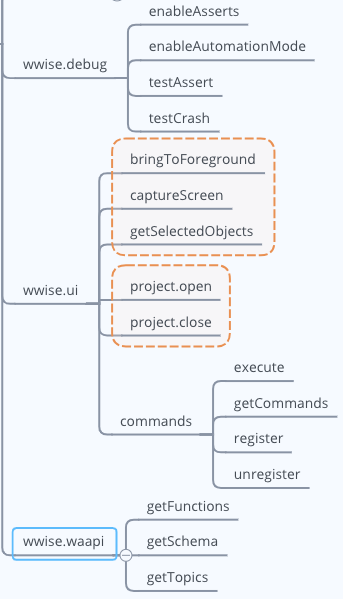 enableAsserts
enableAutomationMode
wwise.debug
testAssert
testCrash
bringToForeground
captureScreen
getSelectedObjects
wwise.ui
project.open
project.close
commands
execute
getCommands
register
unregister
wwise.waapi
getFunctions
getSchema
getTopics